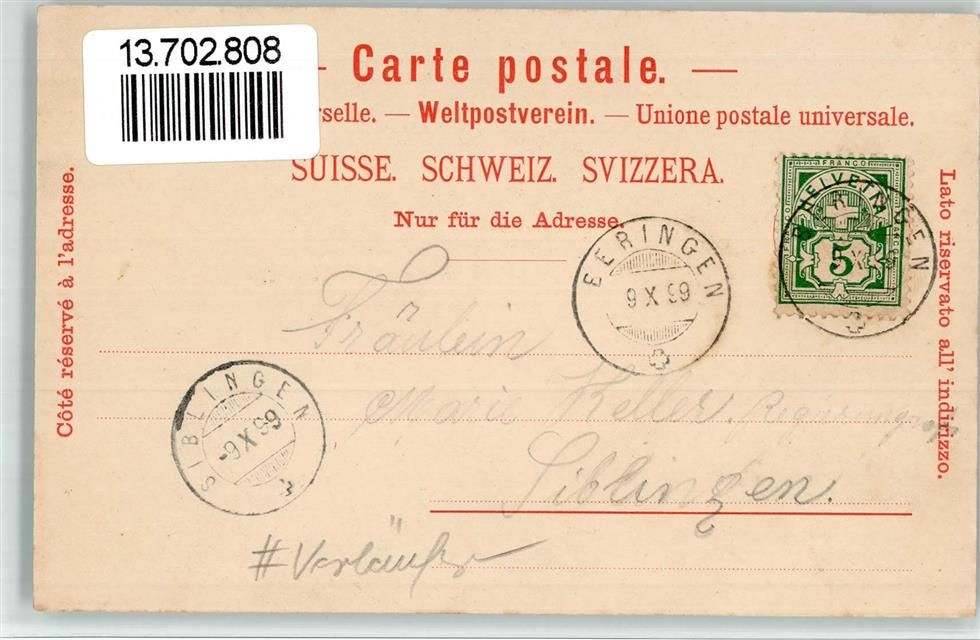 13.702.808
Carte postale.
rselle. — Weltpostverein. — Unione postale universale.
SUISSE. SCHWEIZ. SVIZZERA.
Nur für die Adresse.
Côté réservé à l'adresse.
Lato riservato all' indirizzo.
FRANCO
HELVETIA
5
BERINGEN
9 X 99
SIBLINGEN
-9 X 99
Fräulein
Marie Keller,
Siblingen.
#Vorläufer